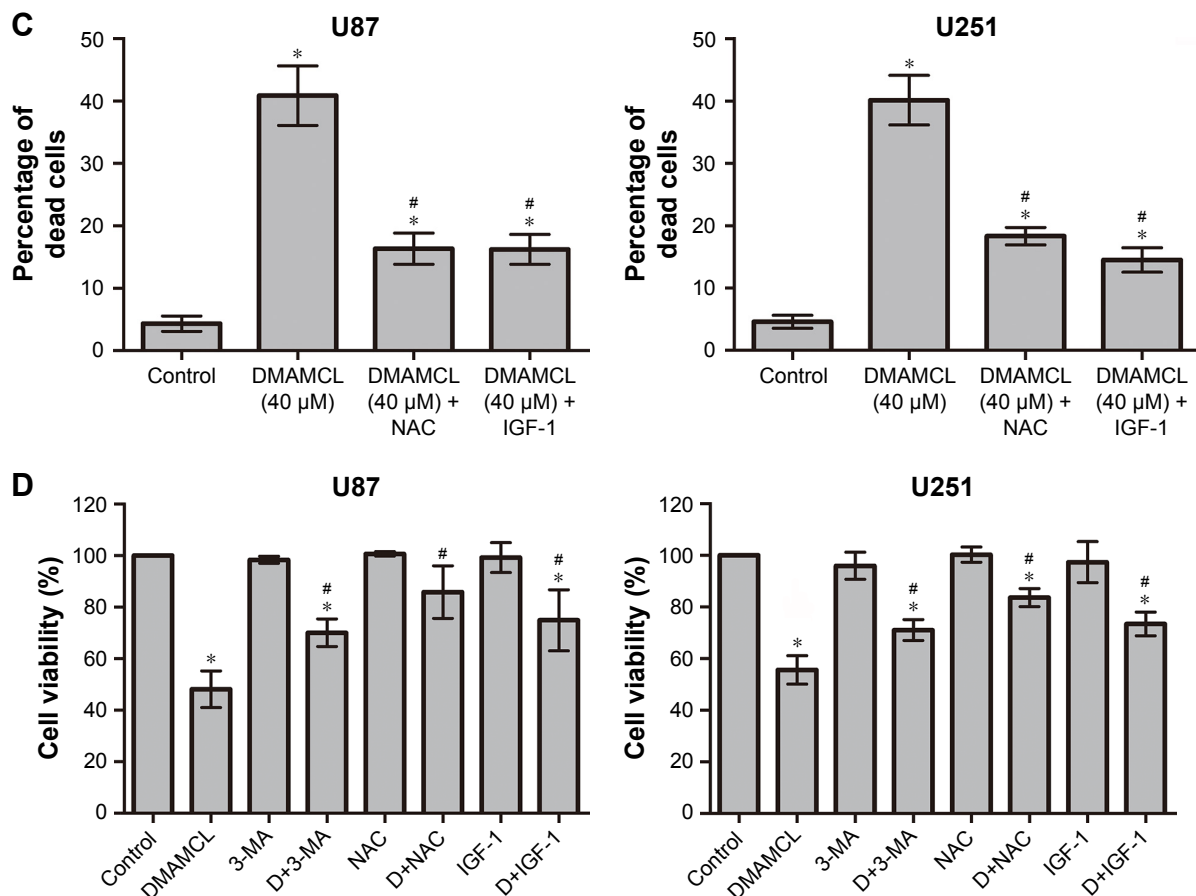 C
U87
Percentage of
dead cells
50
40
30
20
10
0
*
#
*
#
*
Control
DMAMCL
(40 µM)
DMAMCL
(40 µM) +
NAC
DMAMCL
(40 µM) +
IGF-1
U251
Percentage of
dead cells
50
40
30
20
10
0
*
#
*
#
*
Control
DMAMCL
(40 µM)
DMAMCL
(40 µM) +
NAC
DMAMCL
(40 µM) +
IGF-1
D
U87
Cell viability (%)
120
100
80
60
40
20
0
*
#
*
#
#
*
Control
DMAMCL
3-MA
D+3-MA
NAC
D+NAC
IGF-1
D+IGF-1
U251
Cell viability (%)
120
100
80
60
40
20
0
*
#
*
#
*
#
*
Control
DMAMCL
3-MA
D+3-MA
NAC
D+NAC
IGF-1
D+IGF-1